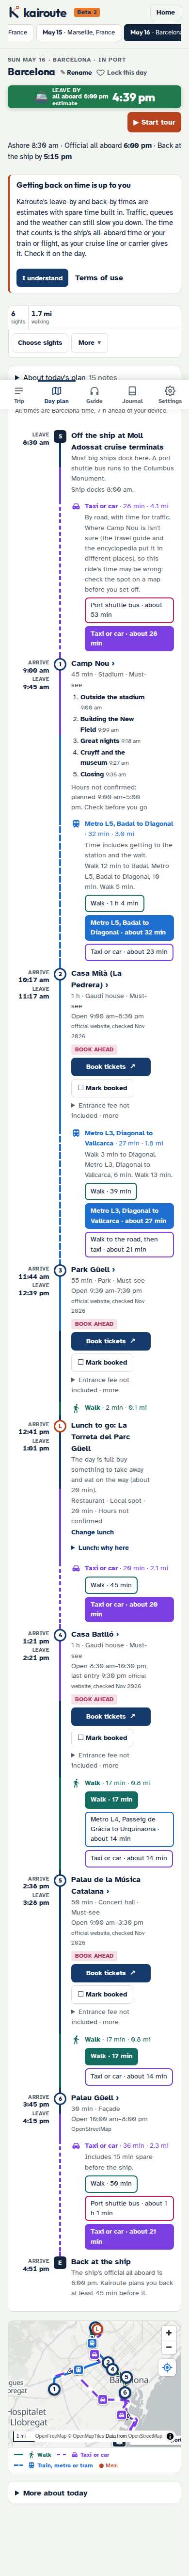 kairoute Beta 2 Home
France
May 15 · Marseille, France
May 16 · Barcelona
SUN MAY 16 · BARCELONA · IN PORT
Barcelona ✎ Rename ♡ Lock this day
LEAVE BY
all aboard 6:00 pm
estimate
4:39 pm
▶ Start tour
Ashore 8:30 am · Official all aboard 6:00 pm · Back at
the ship by 5:15 pm
Getting back on time is up to you
Kairoute's leave-by and back-by times are
estimates with spare time built in. Traffic, queues
and the weather can still slow you down. The time
that counts is your ship's all aboard time or your
train or flight, as your cruise line or carrier gives
it. Check it on the day.
I understand
Terms of use
6
sights
1.7 mi
walking
Choose sights
More ▾
▸ About today's plan 15 notes
Trip
Day plan
Guide
Journal
Settings
All times are Barcelona time, 7 h ahead of your device.
LEAVE
8:30 am
S
Off the ship at Moll
Adossat cruise terminals
Most big ships dock here. A port
shuttle bus runs to the Columbus
Monument.
Ship docks 8:00 am.
Taxi or car · 28 min · 4.1 mi
By road, with time for traffic.
Where Camp Nou is isn't
sure (the travel guide and
the encyclopedia put it in
two different places), so this
ride's time may be wrong:
check the spot on a map
before you set off.
Port shuttle bus · about
53 min
Taxi or car · about 28
min
ARRIVE
9:00 am
LEAVE
9:45 am
1
Camp Nou ›
45 min · Stadium · Must-
see
1. Outside the stadium
9:00 am
2. Building the New
Field 9:09 am
3. Great nights 9:18 am
4. Cruyff and the
museum 9:27 am
5. Closing 9:36 am
Hours not confirmed:
planned 9:00 am–5:00
pm. Check before you go
Metro L5, Badal to Diagonal
· 32 min · 3.0 mi
Time includes getting to the
station and the wait.
Walk 12 min to Badal, Metro
L5, Badal to Diagonal, 10
min. Walk 5 min.
Walk · 1 h 4 min
Metro L5, Badal to
Diagonal · about 32 min
Taxi or car · about 23 min
ARRIVE
10:17 am
LEAVE
11:17 am
2
Casa Milà (La
Pedrera) ›
1 h · Gaudí house · Must-
see
Open 9:00 am–8:30 pm
official website, checked Nov
2026
BOOK AHEAD
Book tickets ↗
☐ Mark booked
▸ Entrance fee not
included · more
Metro L3, Diagonal to
Vallcarca · 27 min · 1.8 mi
Walk 3 min to Diagonal.
Metro L3, Diagonal to
Vallcarca, 6 min. Walk 13 min.
Walk · 39 min
Metro L3, Diagonal to
Vallcarca · about 27 min
Walk to the road, then
taxi · about 21 min
ARRIVE
11:44 am
LEAVE
12:39 pm
3
Park Güell ›
55 min · Park · Must-see
Open 9:30 am–7:30 pm
official website, checked Nov
2026
BOOK AHEAD
Book tickets ↗
☐ Mark booked
▸ Entrance fee not
included · more
Walk · 2 min · 0.1 mi
ARRIVE
12:41 pm
LEAVE
1:01 pm
L
Lunch to go: La
Torreta del Parc
Güell
The day is full: buy
something to take away
and eat on the way (about
20 min).
Restaurant · Local spot ·
20 min · Hours not
confirmed
Change lunch
▸ Lunch: why here
Taxi or car · 20 min · 2.1 mi
Walk · 45 min
Taxi or car · about 20
min
ARRIVE
1:21 pm
LEAVE
2:21 pm
4
Casa Batlló ›
1 h · Gaudí house · Must-
see
Open 8:30 am–10:30 pm,
last entry 9:30 pm official
website, checked Nov 2026
BOOK AHEAD
Book tickets ↗
☐ Mark booked
▸ Entrance fee not
included · more
Walk · 17 min · 0.6 mi
Walk · 17 min
Metro L4, Passeig de
Gràcia to Urquinaona ·
about 14 min
Taxi or car · about 14 min
ARRIVE
2:38 pm
LEAVE
3:28 pm
5
Palau de la Música
Catalana ›
50 min · Concert hall ·
Must-see
Open 9:00 am–3:30 pm
official website, checked Nov
2026
BOOK AHEAD
Book tickets ↗
☐ Mark booked
▸ Entrance fee not
included · more
Walk · 17 min · 0.8 mi
Walk · 17 min
Taxi or car · about 14 min
ARRIVE
3:45 pm
LEAVE
4:15 pm
6
Palau Güell ›
30 min · Façade
Open 10:00 am–8:00 pm
OpenStreetMap
Taxi or car · 36 min · 2.3 mi
Includes 15 min spare
before the ship.
Walk · 50 min
Port shuttle bus · about 1
h 1 min
Taxi or car · about 21
min
ARRIVE
4:51 pm
E
Back at the ship
The ship's official all aboard is
6:00 pm. Kairoute plans you back
at least 45 min before it.
L'Hospitalet
de Llobregat
1 mi
OpenFreeMap © OpenMapTiles Data from OpenStreetMap
Walk
Taxi or car
Train, metro or tram
Meal
▸ More about today